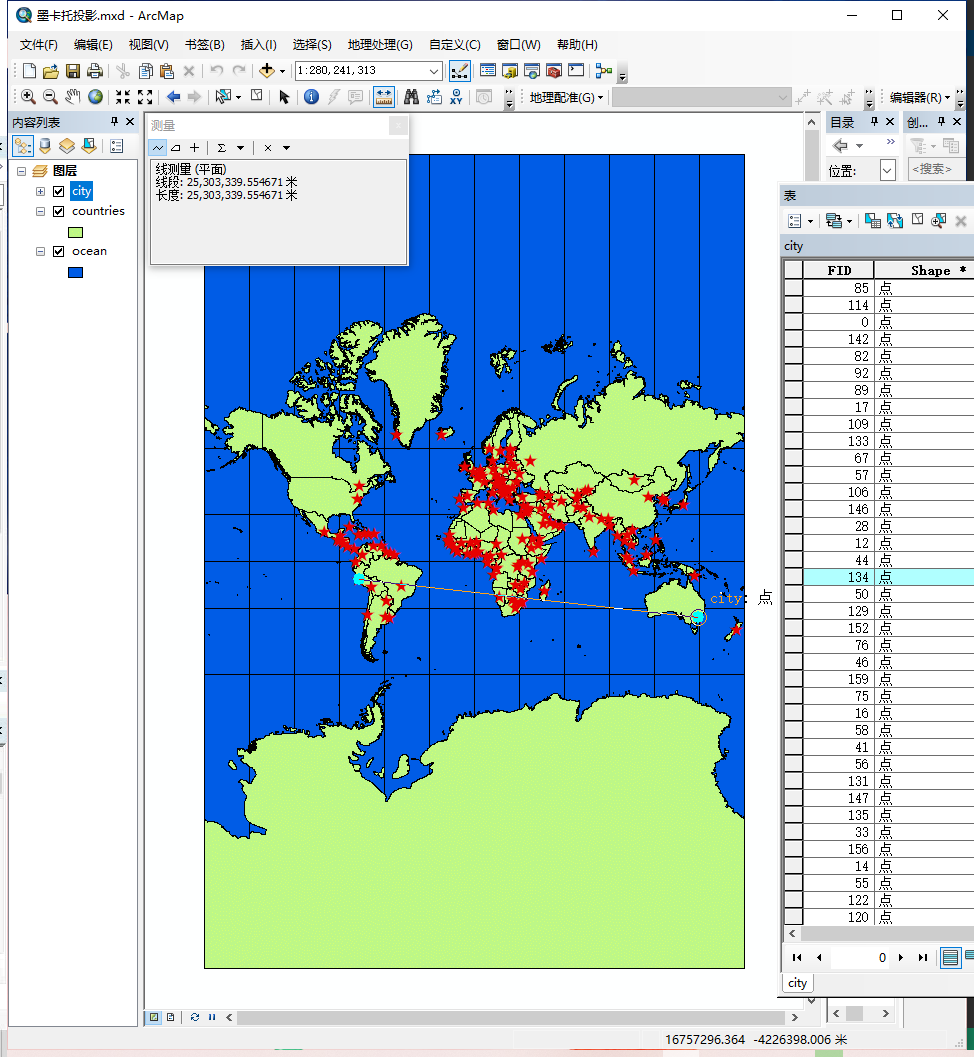 墨卡托投影.mxd - ArcMap
文件(F) 编辑(E) 视图(V) 书签(B) 插入(I) 选择(S) 地理处理(G) 自定义(C) 窗口(W) 帮助(H)
1:280,241,313
地理配准(G) 编辑器(R)
内容列表
图层
city
countries
ocean
测量
线测量 (平面)
线段: 25,303,339.554671 米
长度: 25,303,339.554671 米
city: 点
目录
创...
位置:
<搜索>
表
city
FID Shape *
85 点
114 点
0 点
142 点
82 点
92 点
89 点
17 点
109 点
133 点
67 点
57 点
106 点
146 点
28 点
12 点
44 点
134 点
50 点
129 点
152 点
76 点
46 点
159 点
75 点
16 点
58 点
41 点
56 点
131 点
147 点
135 点
33 点
156 点
14 点
55 点
122 点
120 点
0
city
16757296.364 -4226398.006 米